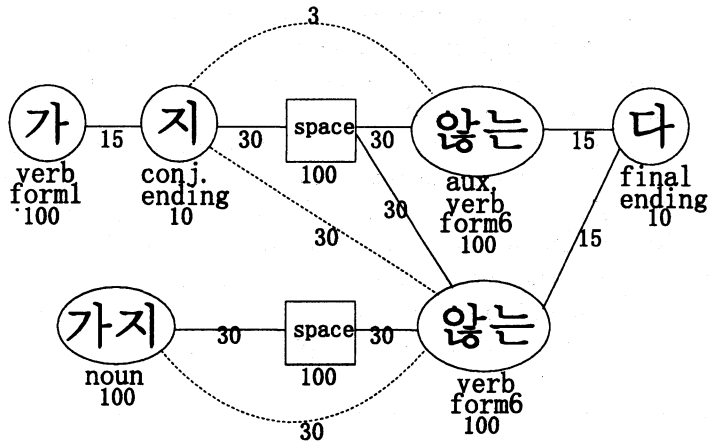 3
가 15 지 30 space 30 않는 15 다
verb
form1
100
conj.
ending
10
100
aux.
verb
form6
100
final
ending
10
30
30
15
가지 30 space 30 않는
noun
100
100
verb
form6
100
30